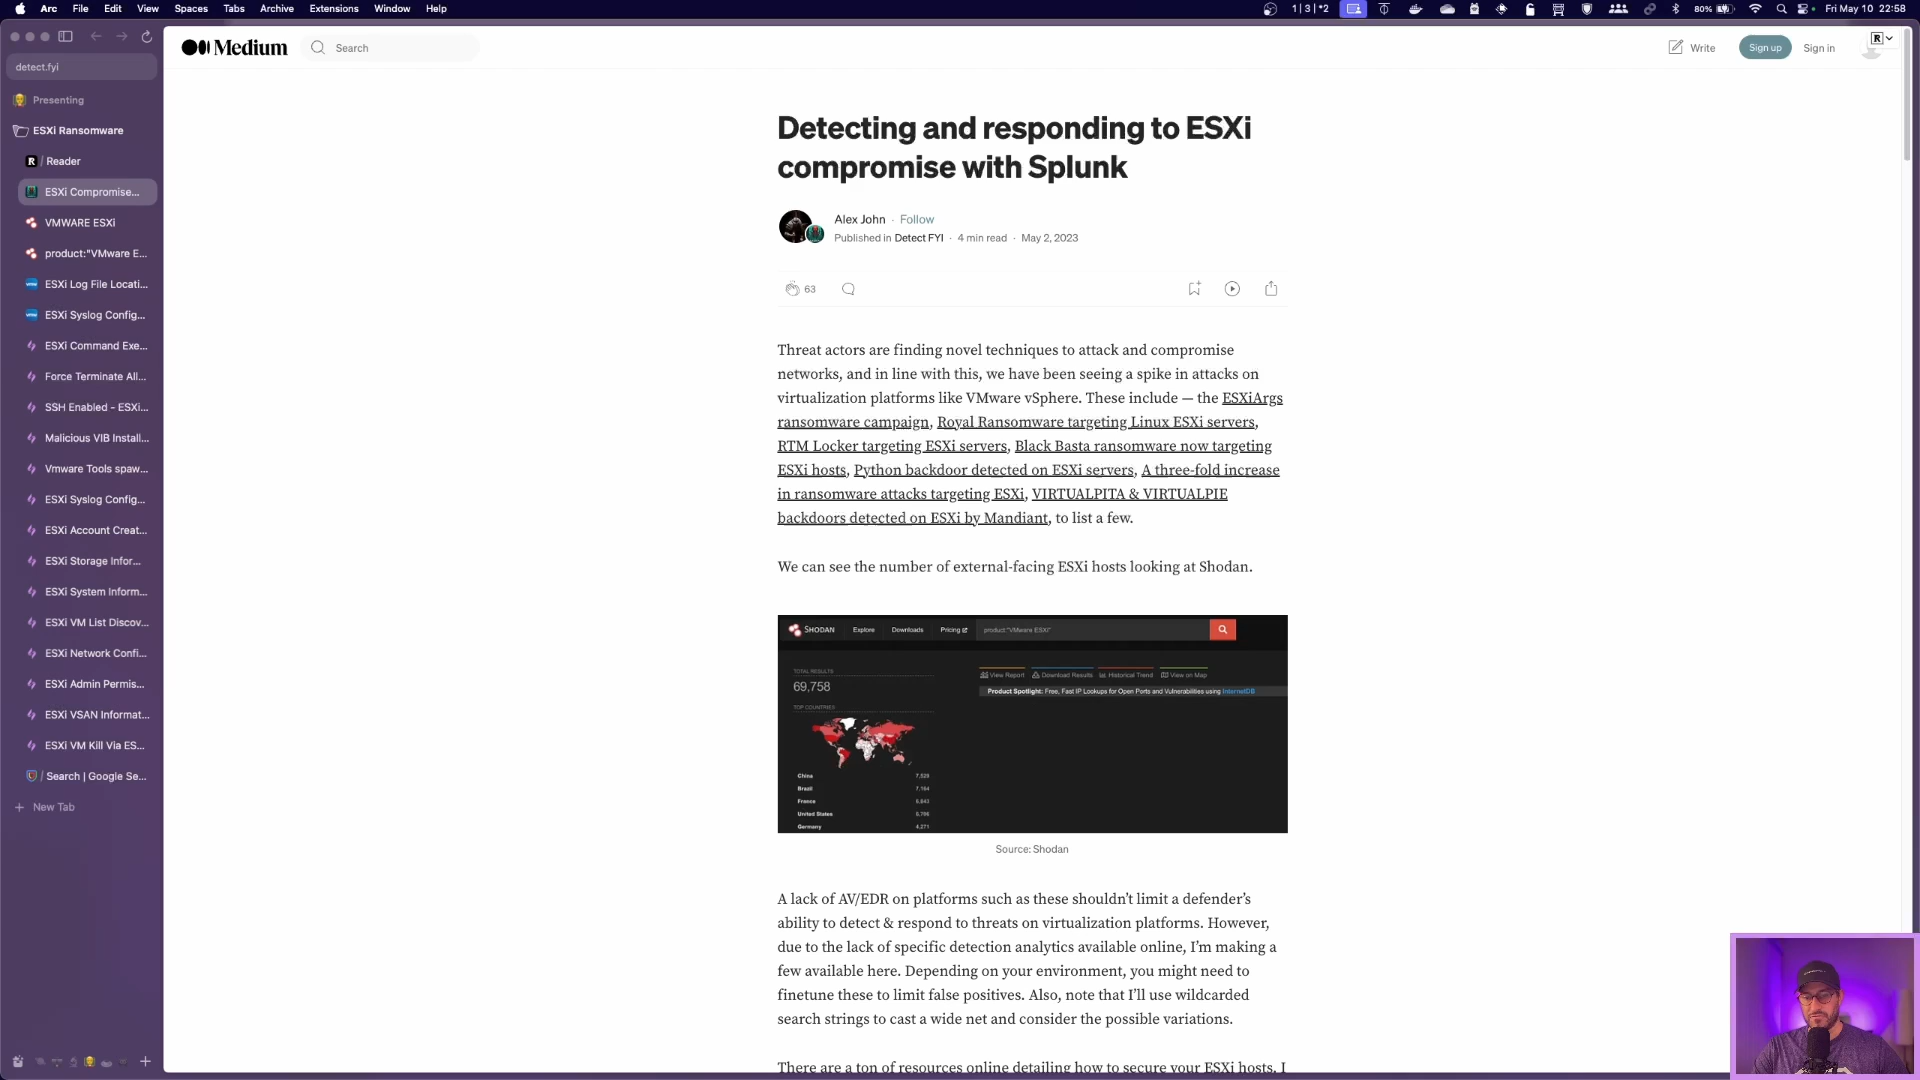 Arc File Edit View Spaces Tabs Archive Extensions Window Help
1 | 3 | *2
80%
Fri May 10 22:58
detect.fyi
Presenting
ESXi Ransomware
R / Reader
ESXi Compromise...
VMWARE ESXi
product:"VMware E...
ESXi Log File Locati...
ESXi Syslog Config...
ESXi Command Exe...
Force Terminate All...
SSH Enabled - ESXi...
Malicious VIB Install...
Vmware Tools spaw...
ESXi Syslog Config...
ESXi Account Creat...
ESXi Storage Infor...
ESXi System Inform...
ESXi VM List Discov...
ESXi Network Confi...
ESXi Admin Permis...
ESXi VSAN Informat...
ESXi VM Kill Via ES...
/ Search | Google Se...
+ New Tab
Medium
Search
Write
Sign up
Sign in
R
Detecting and responding to ESXi
compromise with Splunk
Alex John · Follow
Published in Detect FYI · 4 min read · May 2, 2023
63
Threat actors are finding novel techniques to attack and compromise
networks, and in line with this, we have been seeing a spike in attacks on
virtualization platforms like VMware vSphere. These include — the ESXiArgs
ransomware campaign, Royal Ransomware targeting Linux ESXi servers,
RTM Locker targeting ESXi servers, Black Basta ransomware now targeting
ESXi hosts, Python backdoor detected on ESXi servers, A three-fold increase
in ransomware attacks targeting ESXi, VIRTUALPITA & VIRTUALPIE
backdoors detected on ESXi by Mandiant, to list a few.
We can see the number of external-facing ESXi hosts looking at Shodan.
SHODAN Explore Downloads Pricing product:"VMware ESXi"
TOTAL RESULTS
69,758
View Report Download Results Historical Trend View on Map
Product Spotlight: Free, Fast IP Lookups for Open Ports and Vulnerabilities using InternetDB
TOP COUNTRIES
China
Brazil 7,164
France
United States
Germany 4,271
Source: Shodan
A lack of AV/EDR on platforms such as these shouldn’t limit a defender’s
ability to detect & respond to threats on virtualization platforms. However,
due to the lack of specific detection analytics available online, I’m making a
few available here. Depending on your environment, you might need to
finetune these to limit false positives. Also, note that I’ll use wildcarded
search strings to cast a wide net and consider the possible variations.
There are a ton of resources online detailing how to secure your ESXi hosts. I